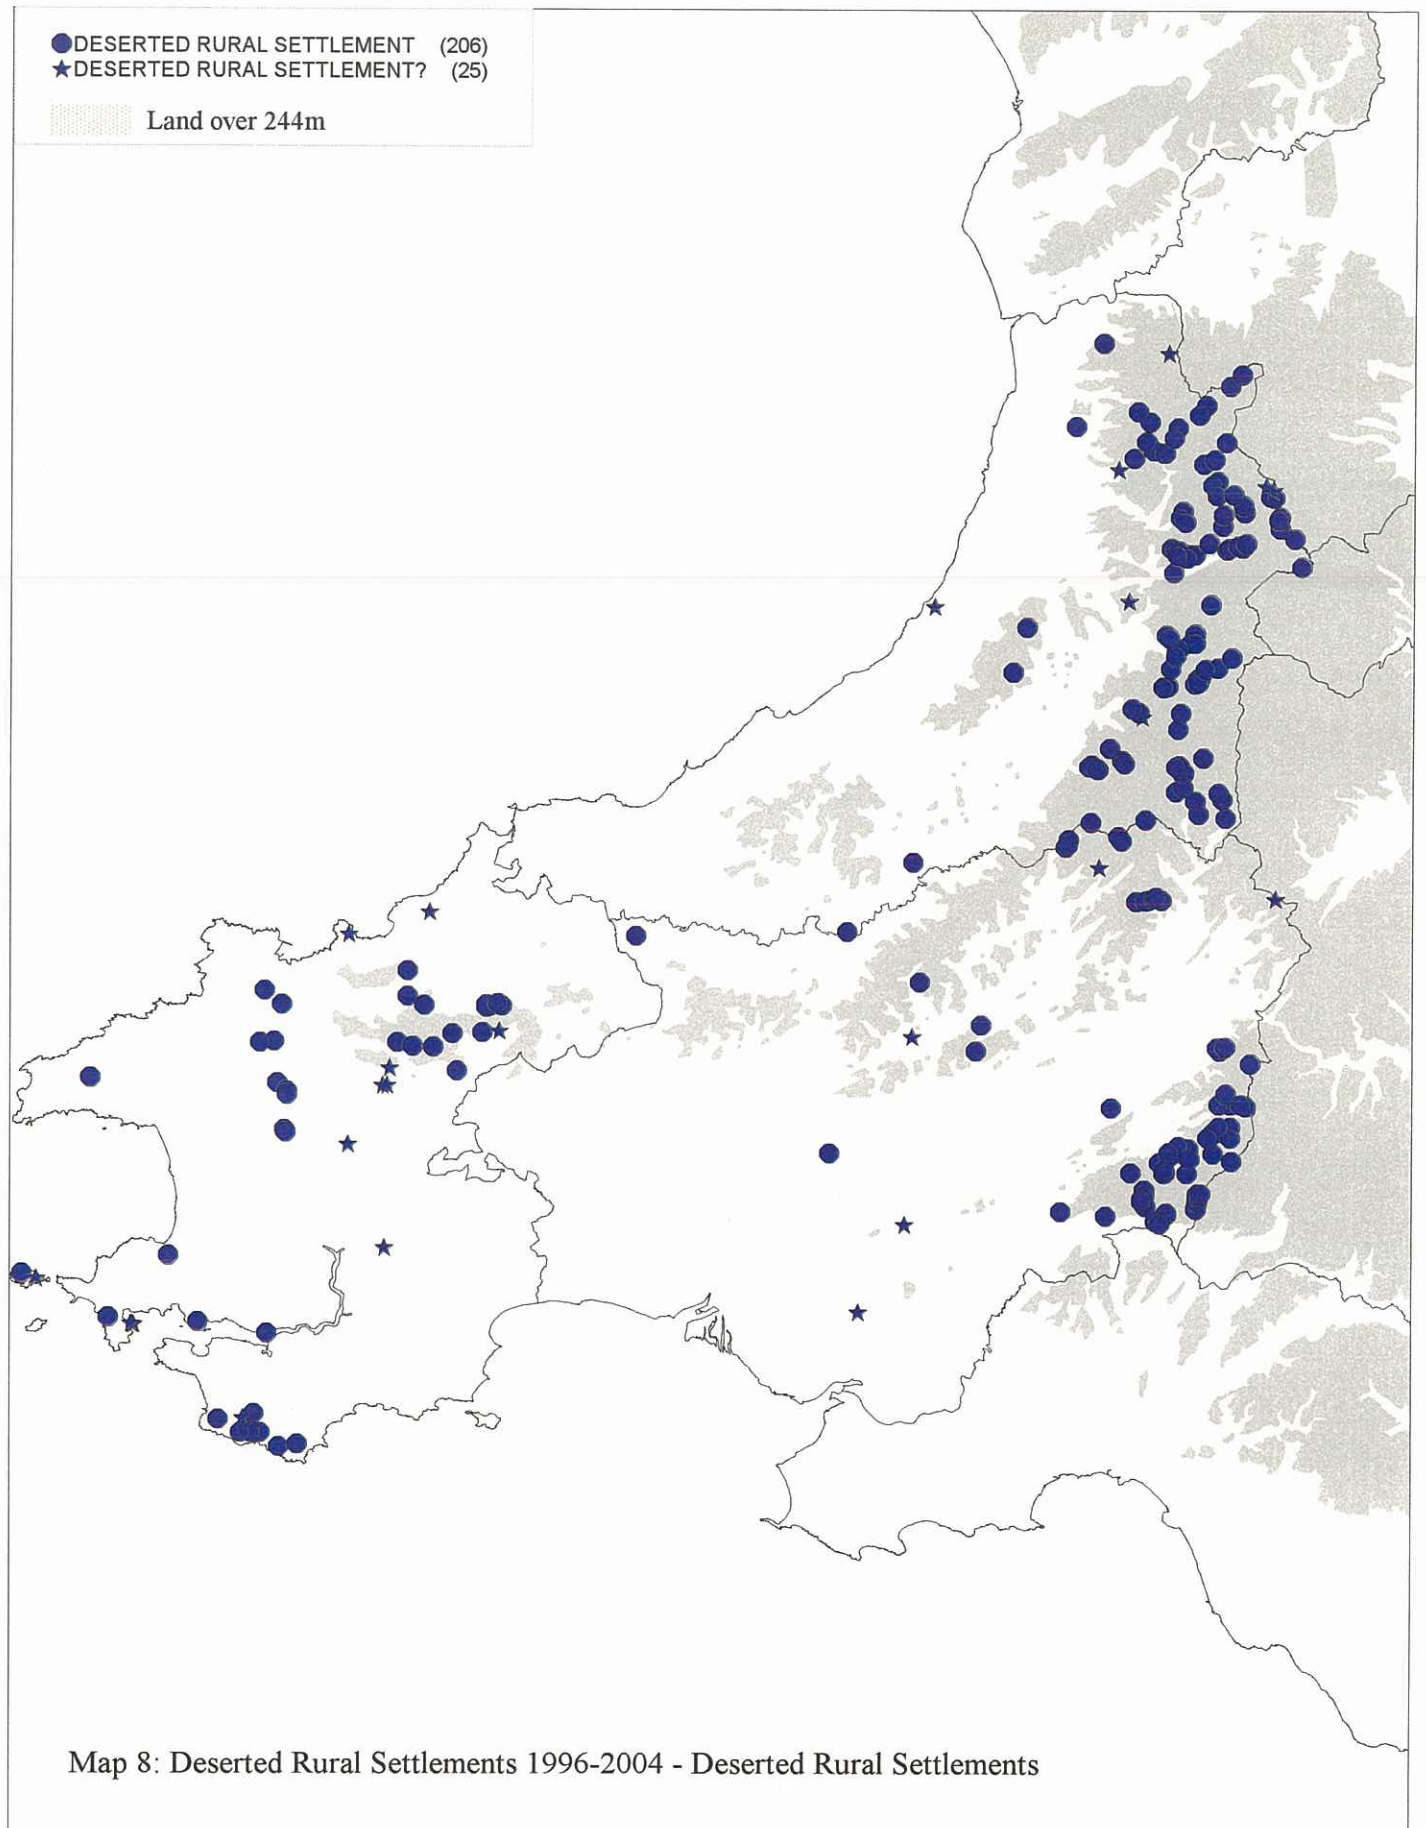 DESERTED RURAL SETTLEMENT (206)
DESERTED RURAL SETTLEMENT? (25)
Land over 244m
Map 8: Deserted Rural Settlements 1996-2004 - Deserted Rural Settlements